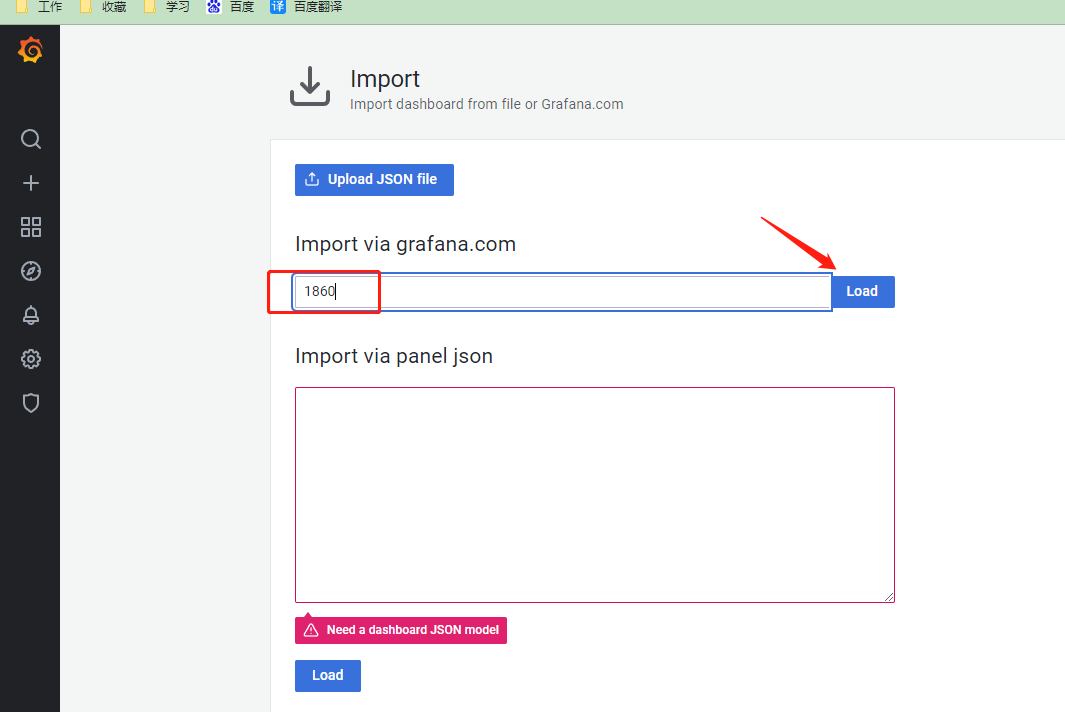 工作 收藏 学习 百度 译 百度翻译
Import
Import dashboard from file or Grafana.com
Upload JSON file
Import via grafana.com
1860 Load
Import via panel json
Need a dashboard JSON model
Load